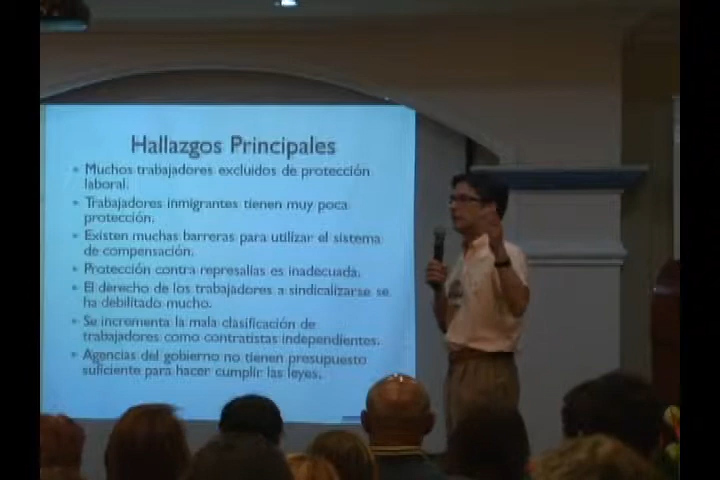 Hallazgos Principales
Muchos trabajadores excluidos de protección
laboral.
Trabajadores inmigrantes tienen muy poca
protección.
Existen muchas barreras para utilizar el sistema
de compensación.
Protección contra represalias es inadecuada.
El derecho de los trabajadores a sindicalizarse se
ha debilitado mucho.
Se incrementa la mala clasificación de
trabajadores como contratistas independientes.
Agencias del gobierno no tienen presupuesto
suficiente para hacer cumplir las leyes.